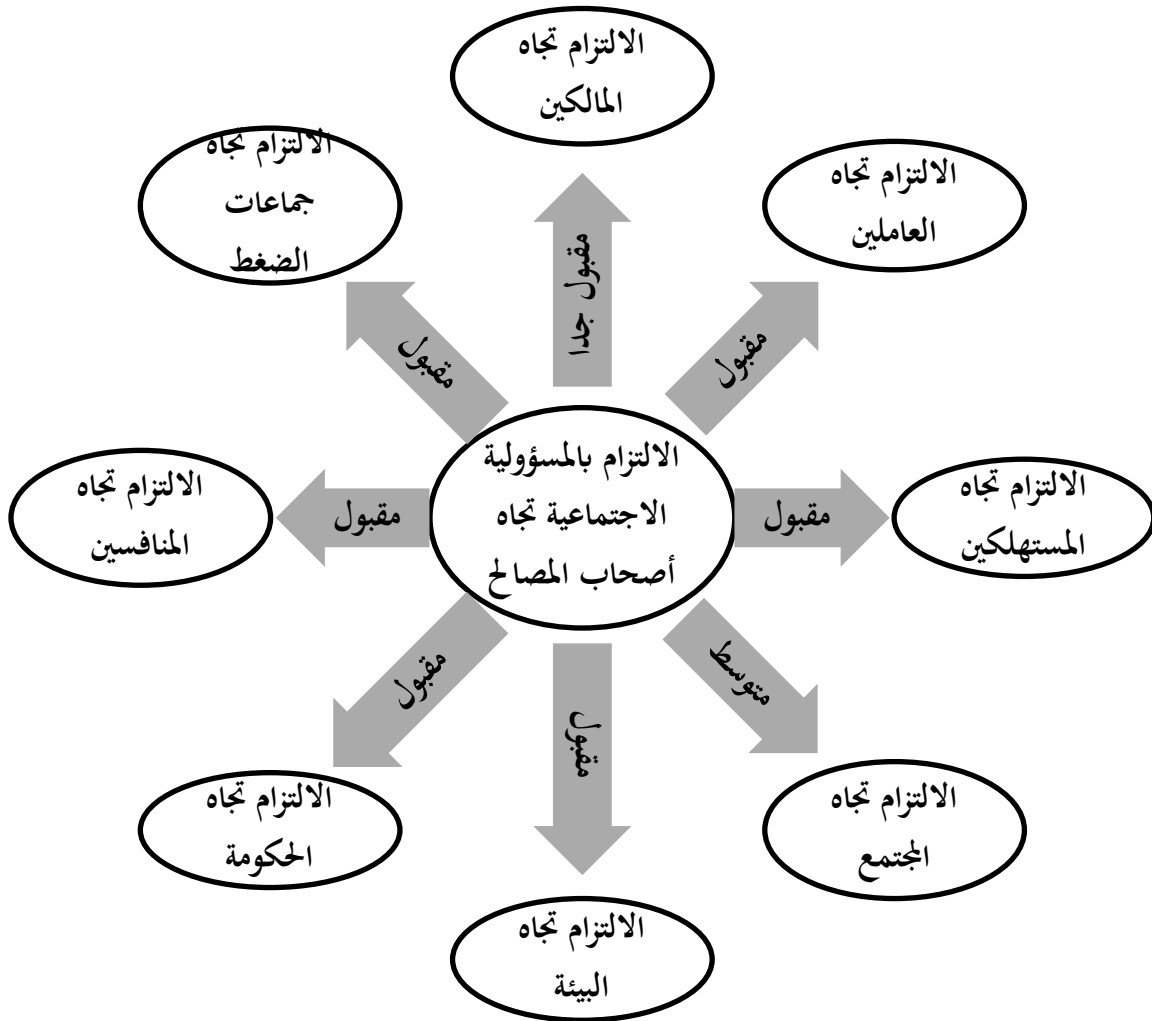 الالتزام تجاه
المالكين
الالتزام تجاه
العاملين
الالتزام تجاه
جماعات
الضغط
مقبول جدا
مقبول
مقبول
الالتزام بالمسؤولية
الاجتماعية تجاه
أصحاب المصالح
الالتزام تجاه
المستهلكين
مقبول
مقبول
الالتزام تجاه
المنافسين
متوسط
مقبول
مقبول
الالتزام تجاه
المجتمع
الالتزام تجاه
الحكومة
الالتزام تجاه
البيئة